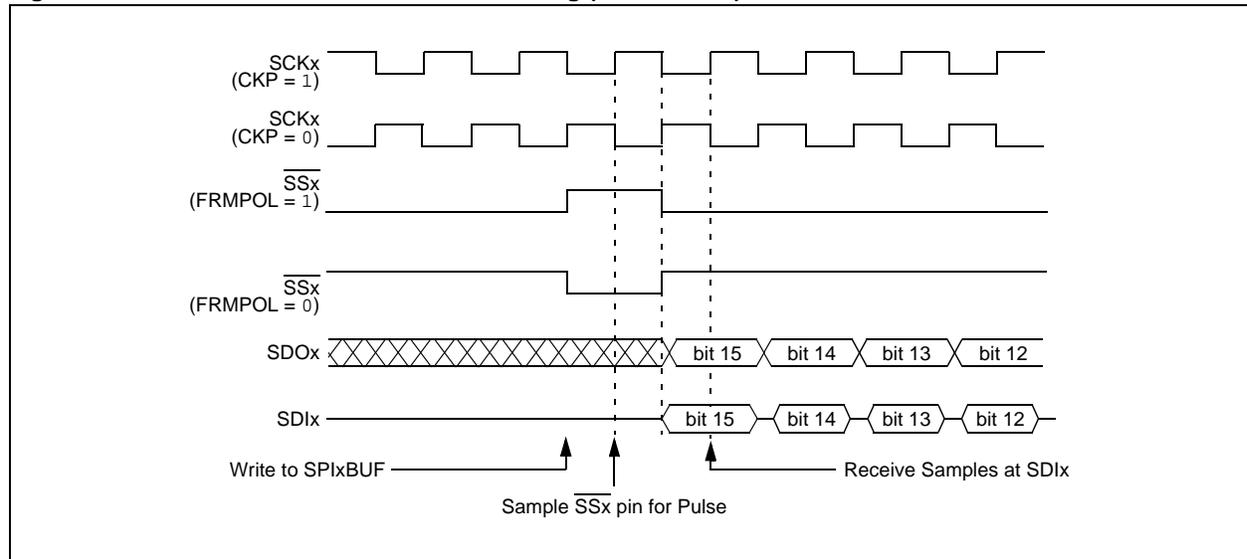 SCKx
(CKP = 1)
SCKx
(CKP = 0)
SSx
(FRMPOL = 1)
SSx
(FRMPOL = 0)
SDOx
bit 15 bit 14 bit 13 bit 12
SDIx
bit 15 bit 14 bit 13 bit 12
Write to SPIxBUF
Receive Samples at SDIx
Sample SSx pin for Pulse